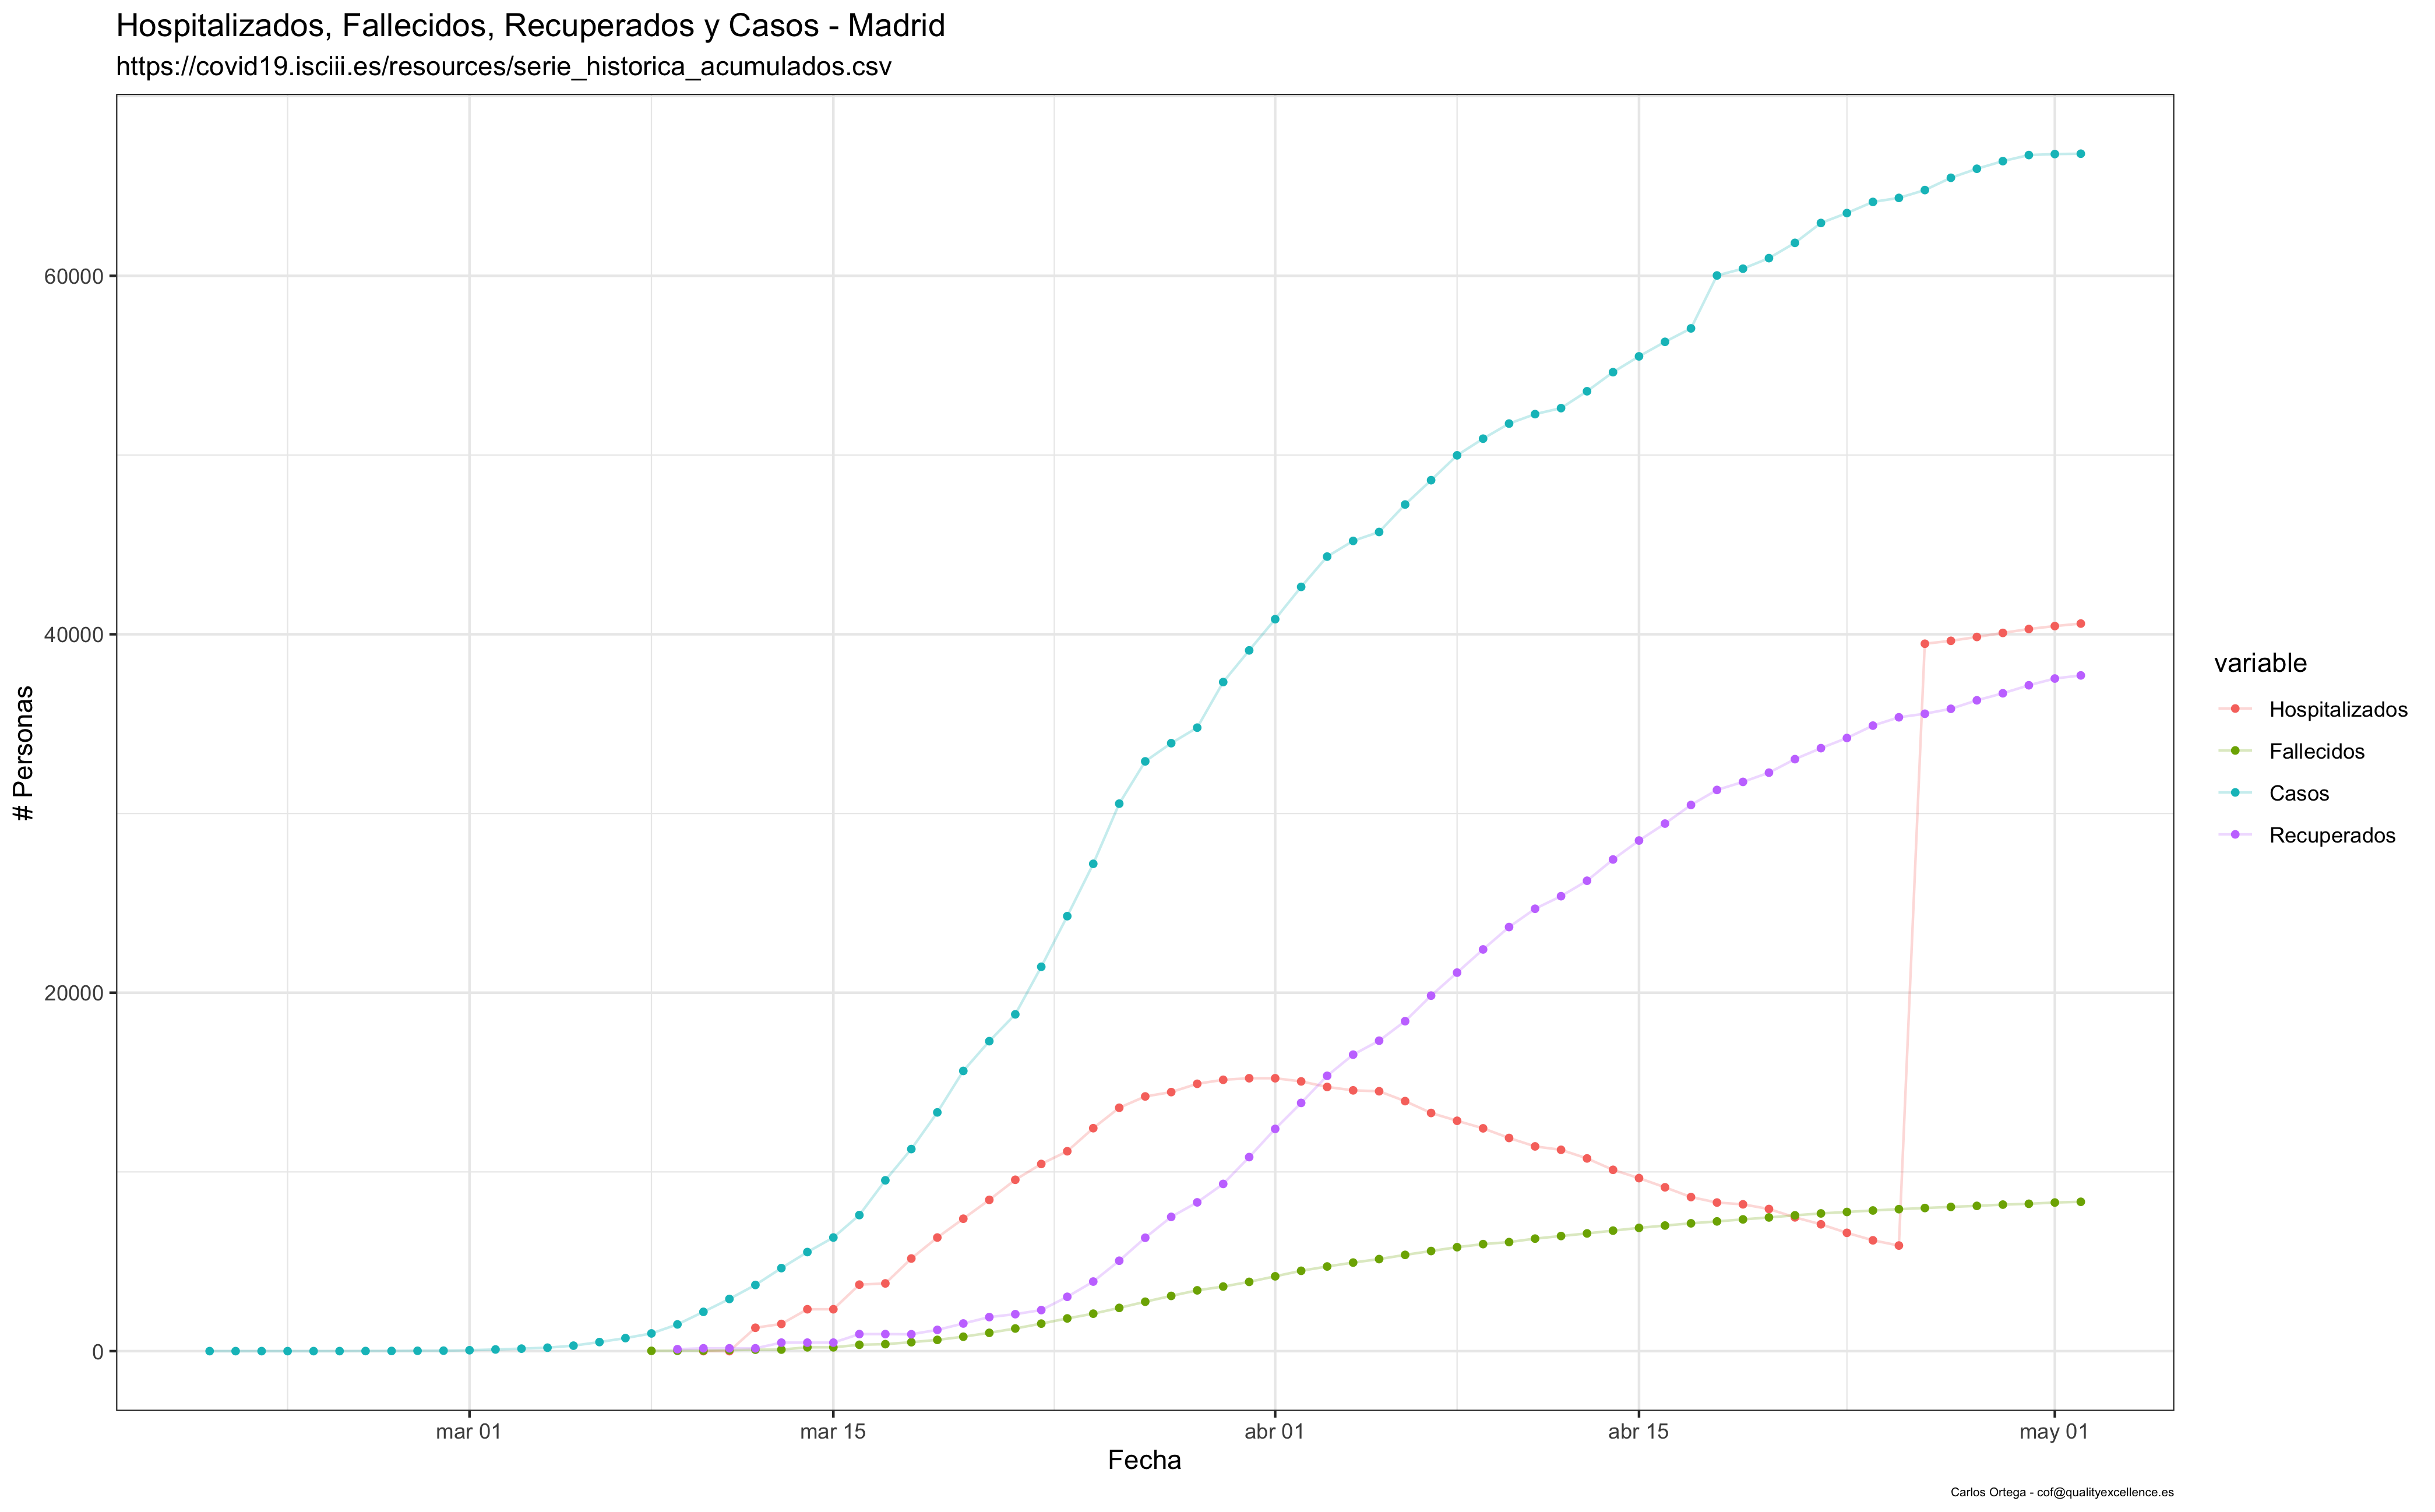 Hospitalizados, Fallecidos, Recuperados y Casos - Madrid
https://covid19.isciii.es/resources/serie_historica_acumulados.csv
# Personas
60000
40000
20000
0
mar 01
mar 15
abr 01
abr 15
may 01
Fecha
variable
Hospitalizados
Fallecidos
Casos
Recuperados
Carlos Ortega - cof@qualityexcellence.es